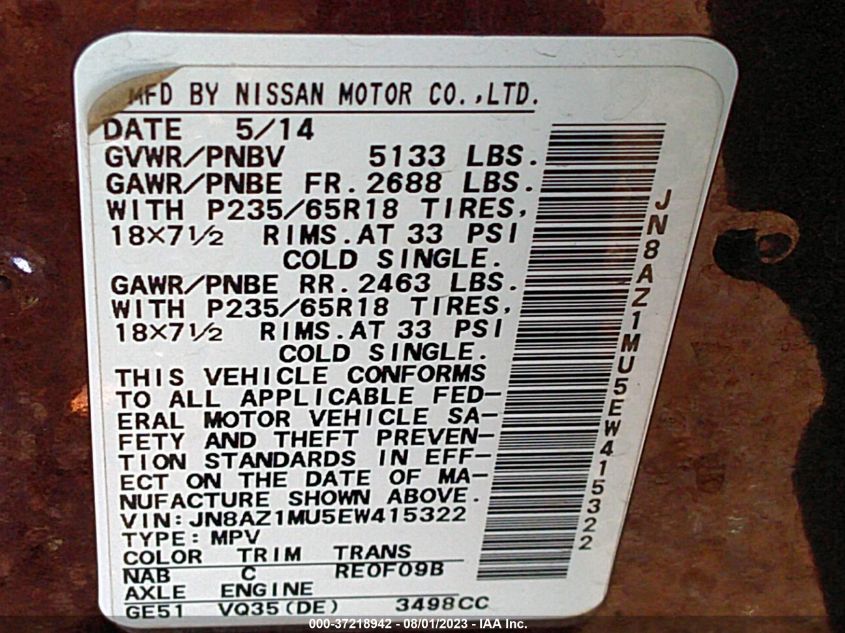 MFD BY NISSAN MOTOR CO.,LTD.
DATE 5/14
GVWR/PNBV 5133 LBS.
GAWR/PNBE FR. 2688 LBS.
WITH P235/65R18 TIRES,
18×7½ RIMS. AT 33 PSI
COLD SINGLE.
GAWR/PNBE RR. 2463 LBS.
WITH P235/65R18 TIRES,
18×7½ RIMS. AT 33 PSI
COLD SINGLE.
THIS VEHICLE CONFORMS
TO ALL APPLICABLE FED-
ERAL MOTOR VEHICLE SA-
FETY AND THEFT PREVEN-
TION STANDARDS IN EFF-
ECT ON THE DATE OF MA-
NUFACTURE SHOWN ABOVE.
VIN: JN8AZ1MU5EW415322
TYPE: MPV
COLOR TRIM TRANS
NAB C RE0F09B
AXLE ENGINE
GE51 VQ35(DE) 3498CC
JN8AZ1MU5EW415322
000-37218942 - 08/01/2023 - IAA Inc.